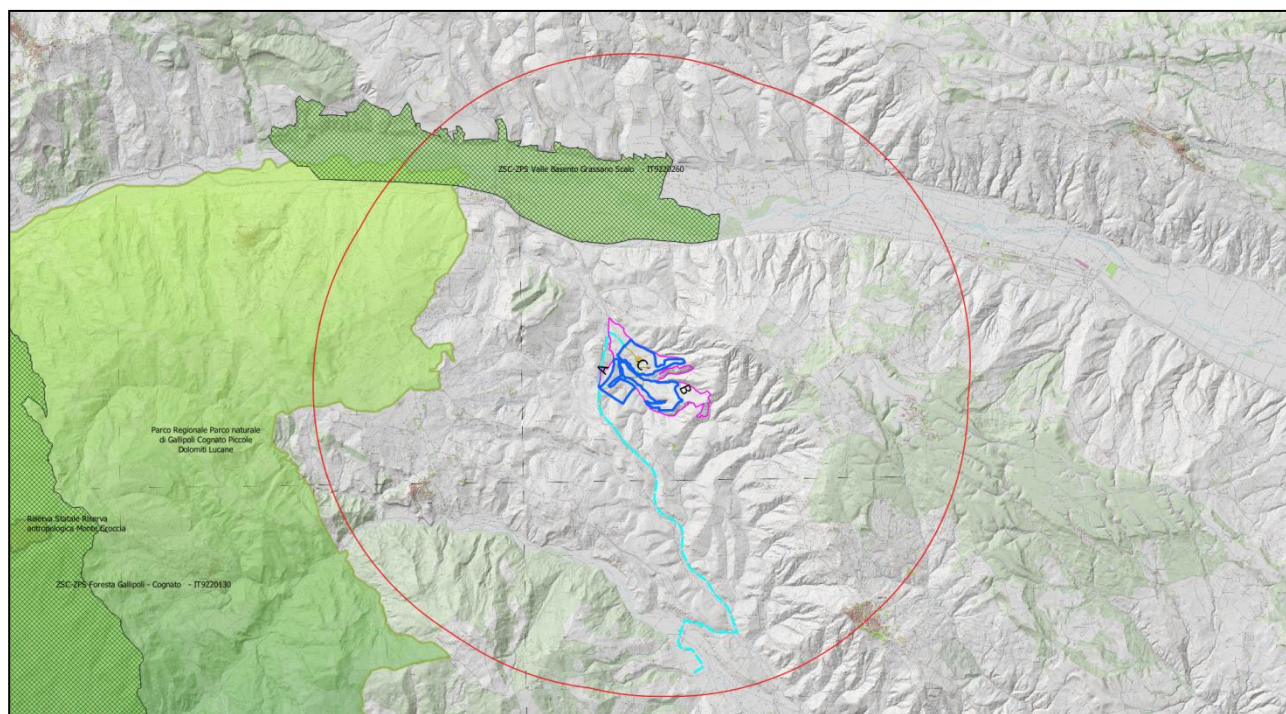 ZSC-ZPS Valle Basento Grassano Scalo - IT9220260
A
C
B
Parco Regionale Parco naturale
di Gallipoli Cognato Piccole
Dolomiti Lucane
Riserva Statale Riserva
antropologica Monte Croccia
ZSC-ZPS Foresta Gallipoli - Cognato - IT9220130